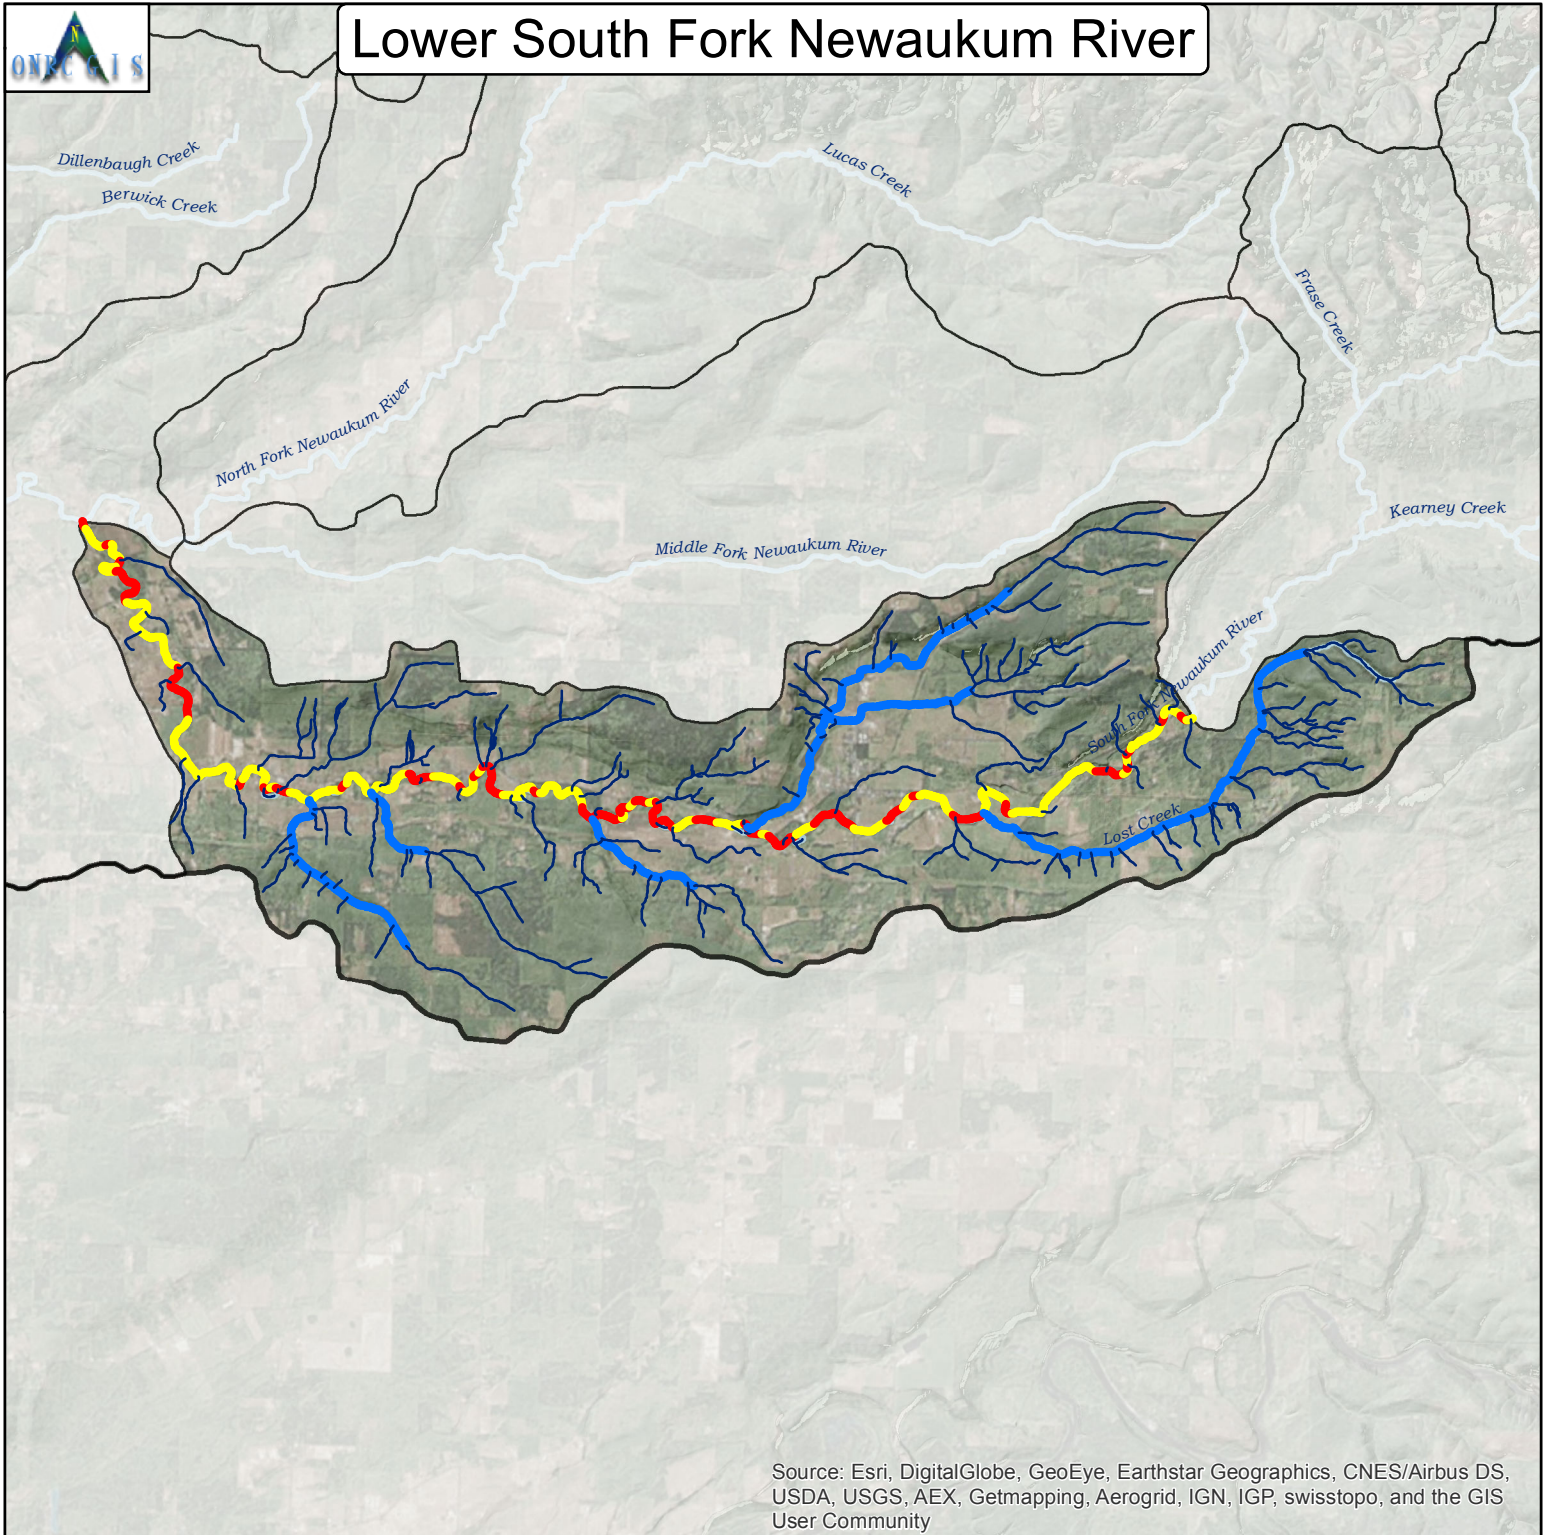 N
ONRC GIS
Lower South Fork Newaukum River
Dillenbaugh Creek
Berwick Creek
Lucas Creek
Frase Creek
North Fork Newaukum River
Kearney Creek
Middle Fork Newaukum River
South Fork Newaukum River
Lost Creek
Source: Esri, DigitalGlobe, GeoEye, Earthstar Geographics, CNES/Airbus DS,
USDA, USGS, AEX, Getmapping, Aerogrid, IGN, IGP, swisstopo, and the GIS
User Community